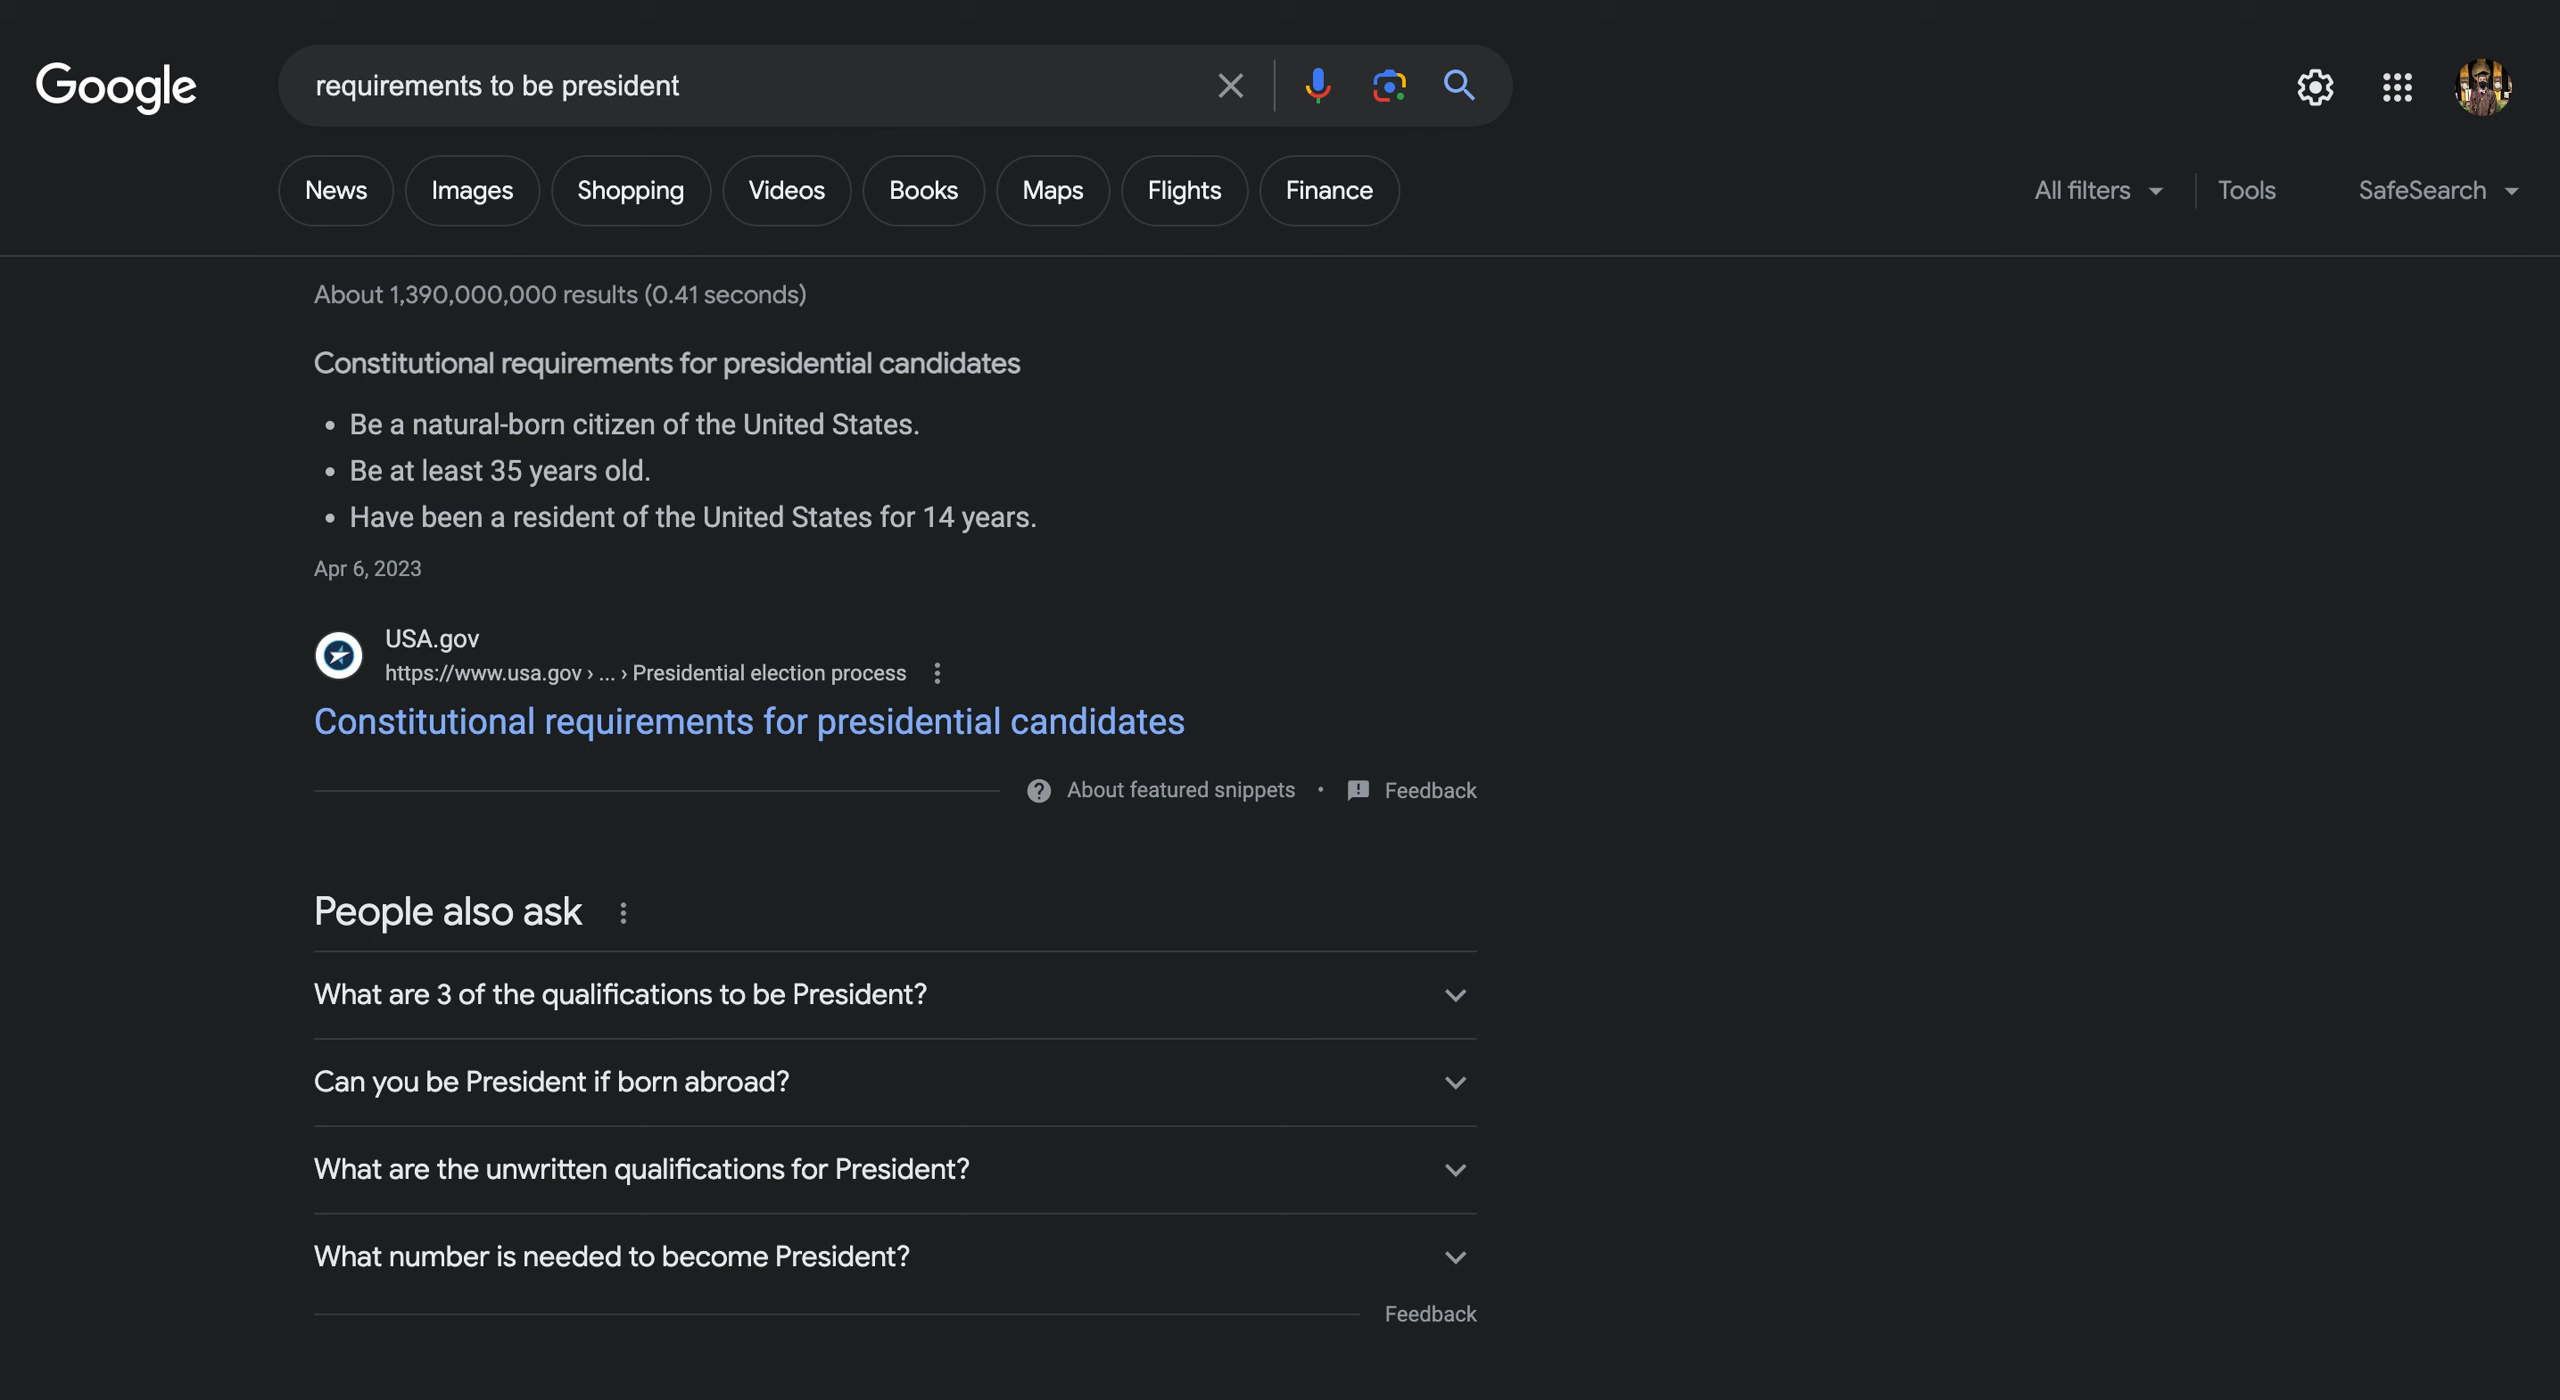 Google
requirements to be president
News
Images
Shopping
Videos
Books
Maps
Flights
Finance
All filters
Tools
SafeSearch
About 1,390,000,000 results (0.41 seconds)
Constitutional requirements for presidential candidates
• Be a natural-born citizen of the United States.
• Be at least 35 years old.
• Have been a resident of the United States for 14 years.
Apr 6, 2023
USA.gov
https://www.usa.gov › ... › Presidential election process
Constitutional requirements for presidential candidates
About featured snippets • Feedback
People also ask
What are 3 of the qualifications to be President?
Can you be President if born abroad?
What are the unwritten qualifications for President?
What number is needed to become President?
Feedback